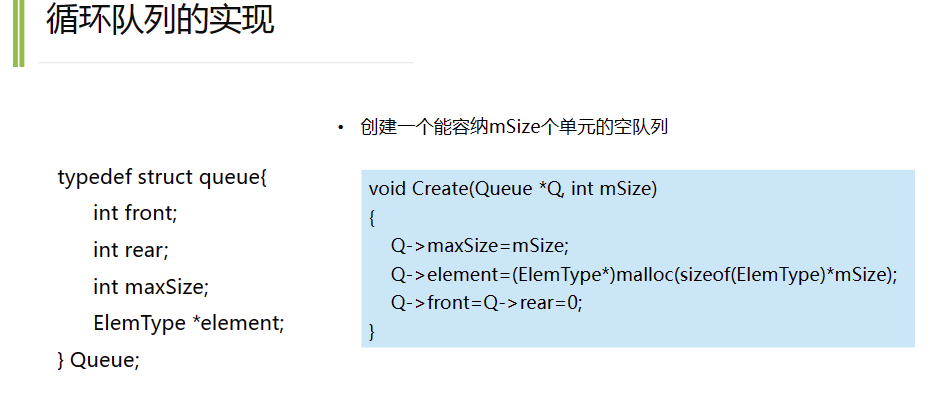 循环队列的实现
• 创建一个能容纳mSize个单元的空队列
typedef struct queue{
int front;
int rear;
int maxSize;
ElemType *element;
} Queue;
void Create(Queue *Q, int mSize)
{
Q->maxSize=mSize;
Q->element=(ElemType*)malloc(sizeof(ElemType)*mSize);
Q->front=Q->rear=0;
}